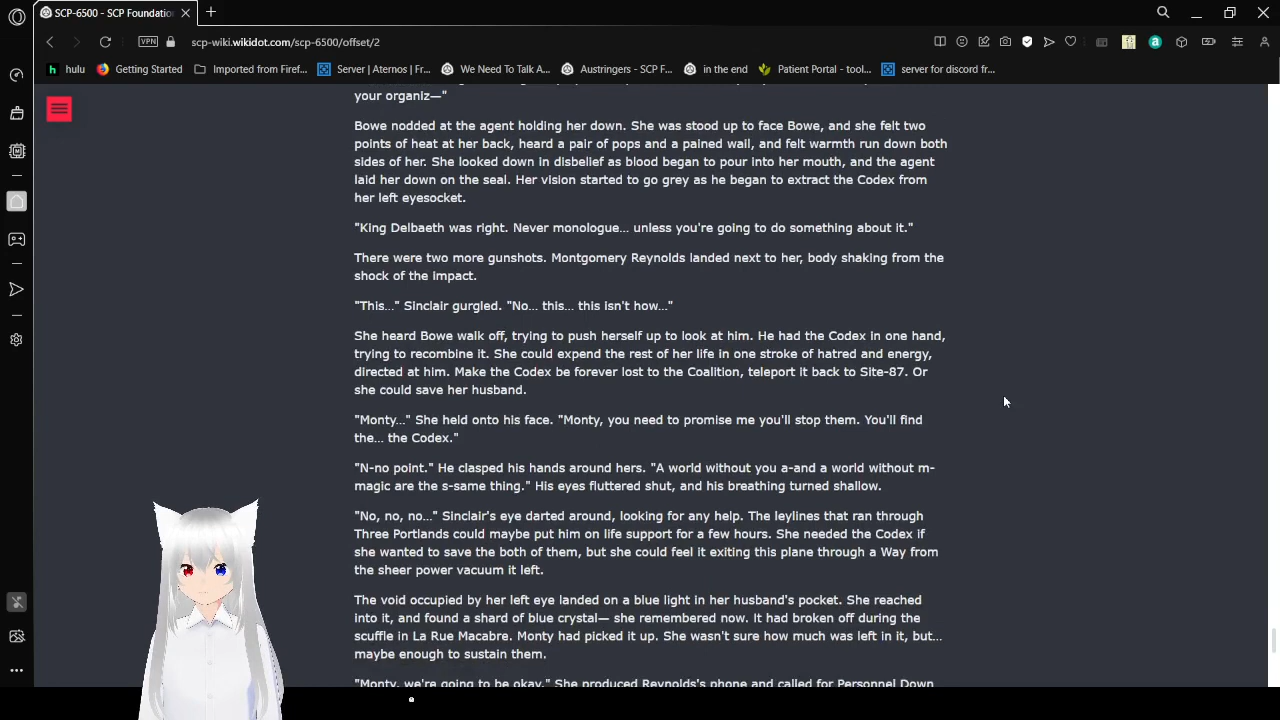 SCP-6500 - SCP Foundatio
VPN
scp-wiki.wikidot.com/scp-6500/offset/2
hulu
Getting Started
Imported from Firef...
Server | Aternos | Fr...
We Need To Talk A...
Austringers - SCP F...
in the end
Patient Portal - tool...
server for discord fr...
your organiz—"
Bowe nodded at the agent holding her down. She was stood up to face Bowe, and she felt two
points of heat at her back, heard a pair of pops and a pained wail, and felt warmth run down both
sides of her. She looked down in disbelief as blood began to pour into her mouth, and the agent
laid her down on the seal. Her vision started to go grey as he began to extract the Codex from
her left eyesocket.
"King Delbaeth was right. Never monologue… unless you're going to do something about it."
There were two more gunshots. Montgomery Reynolds landed next to her, body shaking from the
shock of the impact.
"This…" Sinclair gurgled. "No… this… this isn't how…"
She heard Bowe walk off, trying to push herself up to look at him. He had the Codex in one hand,
trying to recombine it. She could expend the rest of her life in one stroke of hatred and energy,
directed at him. Make the Codex be forever lost to the Coalition, teleport it back to Site-87. Or
she could save her husband.
"Monty…" She held onto his face. "Monty, you need to promise me you'll stop them. You'll find
the… the Codex."
"N-no point." He clasped his hands around hers. "A world without you a-and a world without m-
magic are the s-same thing." His eyes fluttered shut, and his breathing turned shallow.
"No, no, no…" Sinclair's eye darted around, looking for any help. The leylines that ran through
Three Portlands could maybe put him on life support for a few hours. She needed the Codex if
she wanted to save the both of them, but she could feel it exiting this plane through a Way from
the sheer power vacuum it left.
The void occupied by her left eye landed on a blue light in her husband's pocket. She reached
into it, and found a shard of blue crystal— she remembered now. It had broken off during the
scuffle in La Rue Macabre. Monty had picked it up. She wasn't sure how much was left in it, but…
maybe enough to sustain them.
"Monty, we're going to be okay." She produced Reynolds's phone and called for Personnel Down